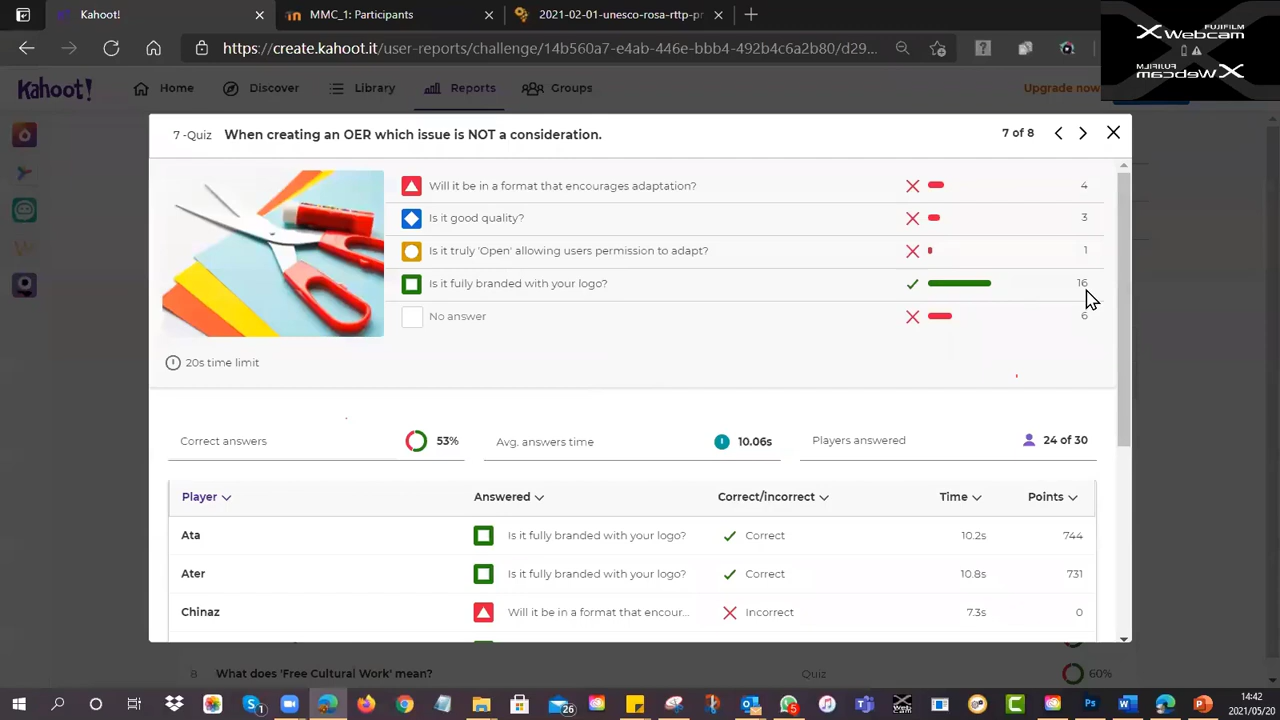 Kahoot!
MMC_1: Participants
2021-02-01-unesco-rosa-rttp-pr
FUJIFILM
X Webcam
https://create.kahoot.it/user-reports/challenge/14b560a7-e4ab-446e-bbb4-492b4c6a2b80/d29...
Kahoot!
Home
Discover
Library
Reports
Groups
Upgrade now
7 -Quiz When creating an OER which issue is NOT a consideration.
7 of 8
Will it be in a format that encourages adaptation? 4
Is it good quality? 3
Is it truly 'Open' allowing users permission to adapt? 1
Is it fully branded with your logo? 16
No answer 6
20s time limit
Correct answers 53%
Avg. answers time 10.06s
Players answered 24 of 30
Player Answered Correct/incorrect Time Points
Ata Is it fully branded with your logo? Correct 10.2s 744
Ater Is it fully branded with your logo? Correct 10.8s 731
Chinaz Will it be in a format that encour... Incorrect 7.3s 0
8 What does 'Free Cultural Work' mean? Quiz 60%
1
26
5
14:42
2021/05/20